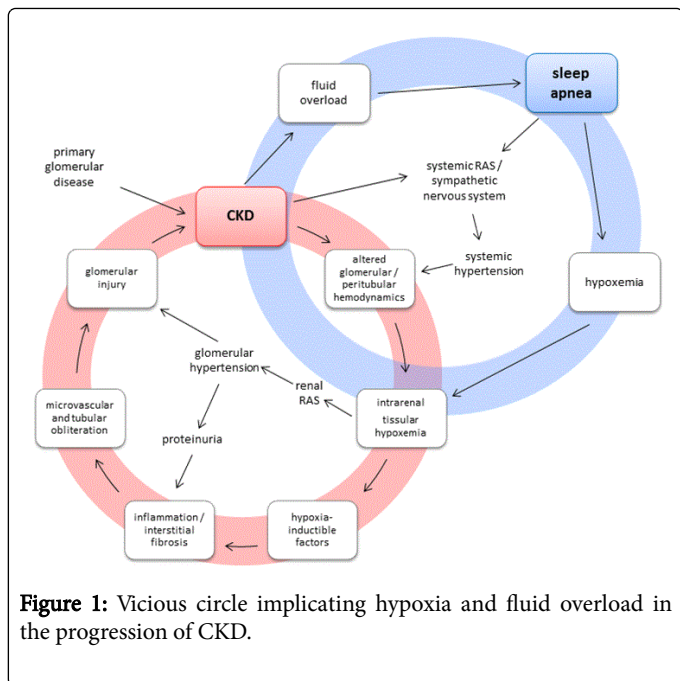 fluid
overload
sleep
apnea
primary
glomerular
disease
systemic RAS /
sympathetic
nervous system
CKD
glomerular
injury
altered
glomerular /
peritubular
hemodynamics
systemic
hypertension
hypoxemia
glomerular
hypertension
renal
RAS
microvascular
and tubular
obliteration
intrarenal
tissular
hypoxemia
proteinuria
inflammation /
interstitial
fibrosis
hypoxia-
inductible
factors
Figure 1: Vicious circle implicating hypoxia and fluid overload in
the progression of CKD.